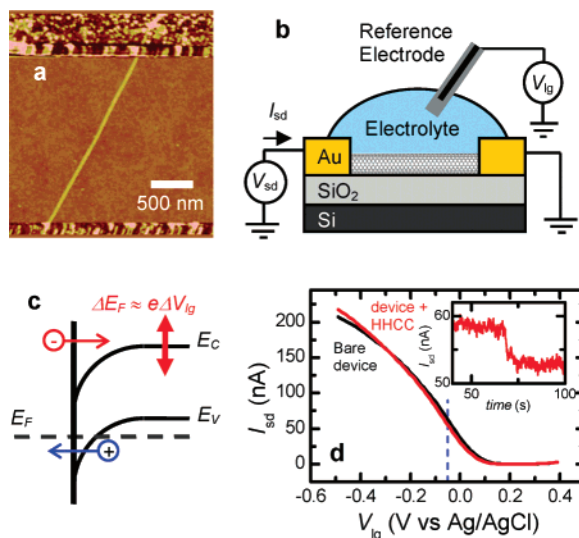 a
500 nm
b
Reference
Electrode
V_lg
I_sd
Electrolyte
Au
V_sd
SiO₂
Si
c
ΔE_F ≈ eΔV_lg
-
E_C
E_F
E_V
+
device +
HHCC
Bare
device
200
150
100
50
0
I_sd (nA)
60
50
I_sd (nA)
50
100
time (s)
d
-0.6 -0.4 -0.2 0.0 0.2 0.4
V_lg (V vs Ag/AgCl)